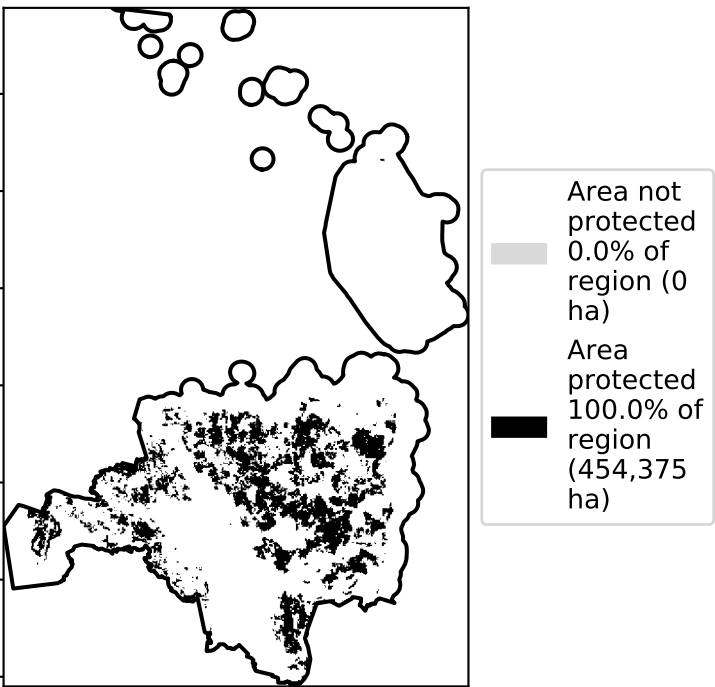 Area not
protected
0.0% of
region (0
ha)
Area
protected
100.0% of
region
(454,375
ha)